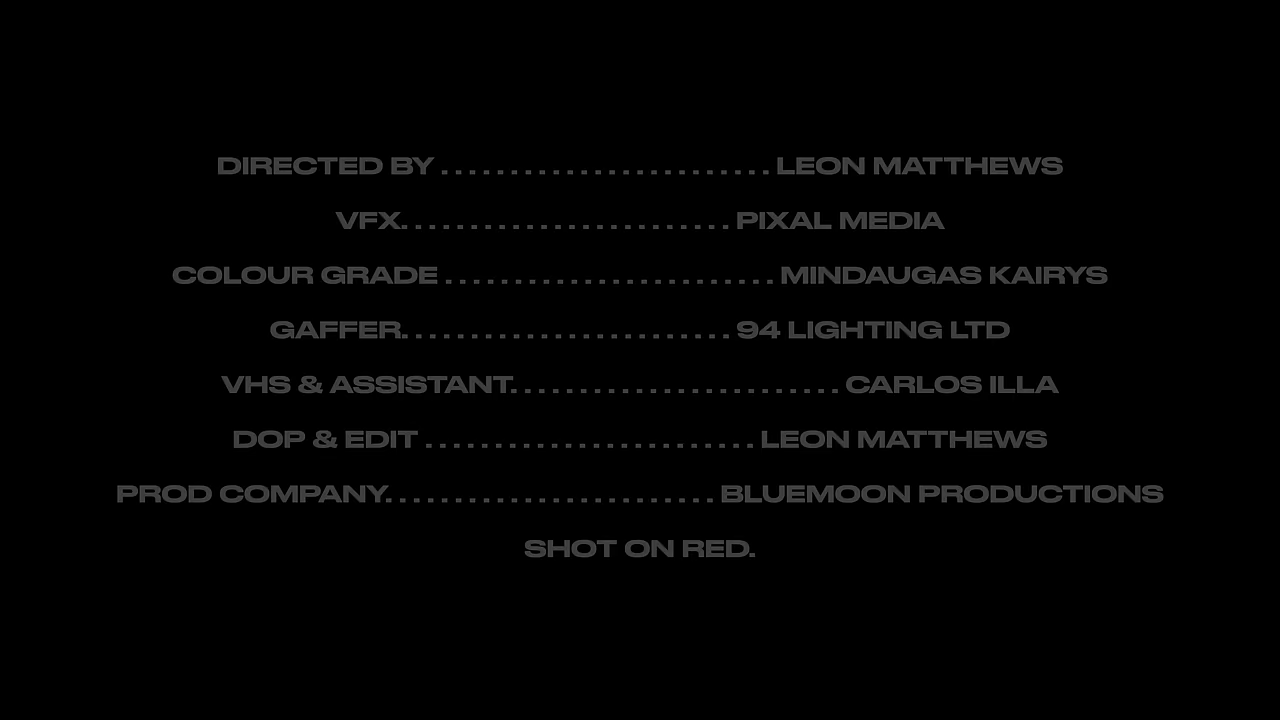 DIRECTED BY ........................ LEON MATTHEWS
VFX........................ PIXAL MEDIA
COLOUR GRADE ........................ MINDAUGAS KAIRYS
GAFFER........................ 94 LIGHTING LTD
VHS & ASSISTANT........................ CARLOS ILLA
DOP & EDIT ........................ LEON MATTHEWS
PROD COMPANY........................ BLUEMOON PRODUCTIONS
SHOT ON RED.